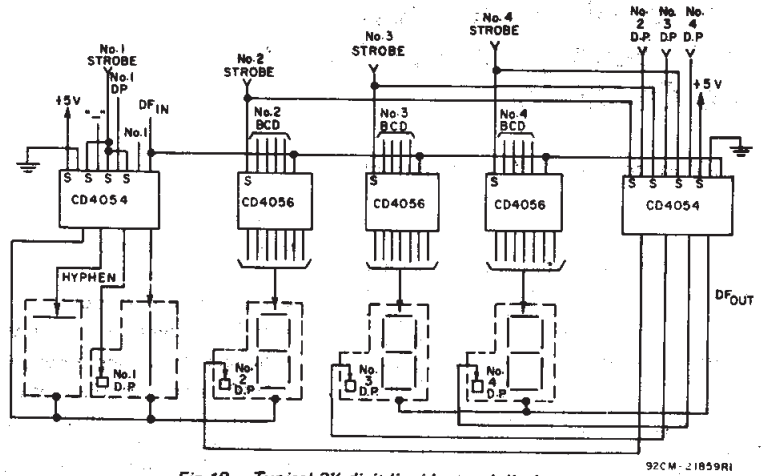 No.1
STROBE
No.1
DP
+5V
"–"
DF IN
No.1
No.2
STROBE
No.3
STROBE
No.4
STROBE
No.
2
D.P.
No.
3
D.P
No.
4
D.P
+5V
No.2
BCD
No.3
BCD
No.4
BCD
S S S S
CD4054
S
CD4056
S
CD4056
S
CD4056
S S S S S
CD4054
HYPHEN
DF OUT
No.1
D.P.
No.
2
D.P.
No.
3
D.P.
No.
4
D.P.
92CM-21859R1